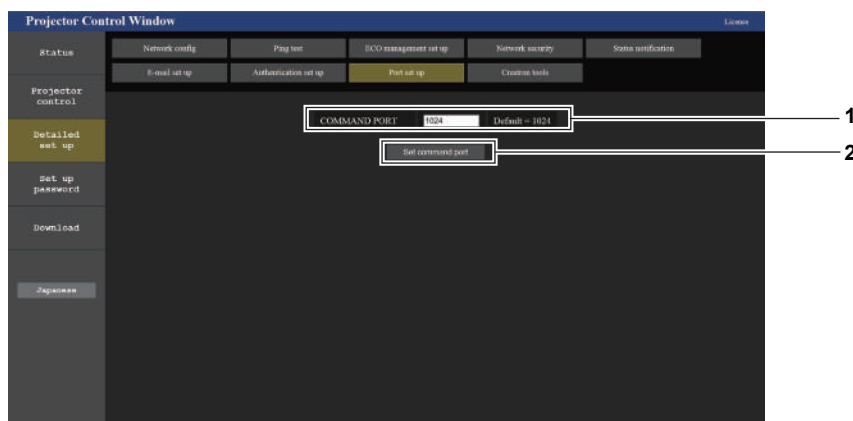 Projector Control Window
License
Status
Network config
Ping test
ECO management set up
Network security
Status notification
E-mail set up
Authentication set up
Port set up
Crestron tools
Projector
control
COMMAND PORT 1024 Default = 1024
1
Detailed
set up
Set command port
2
Set up
password
Download
Japanese